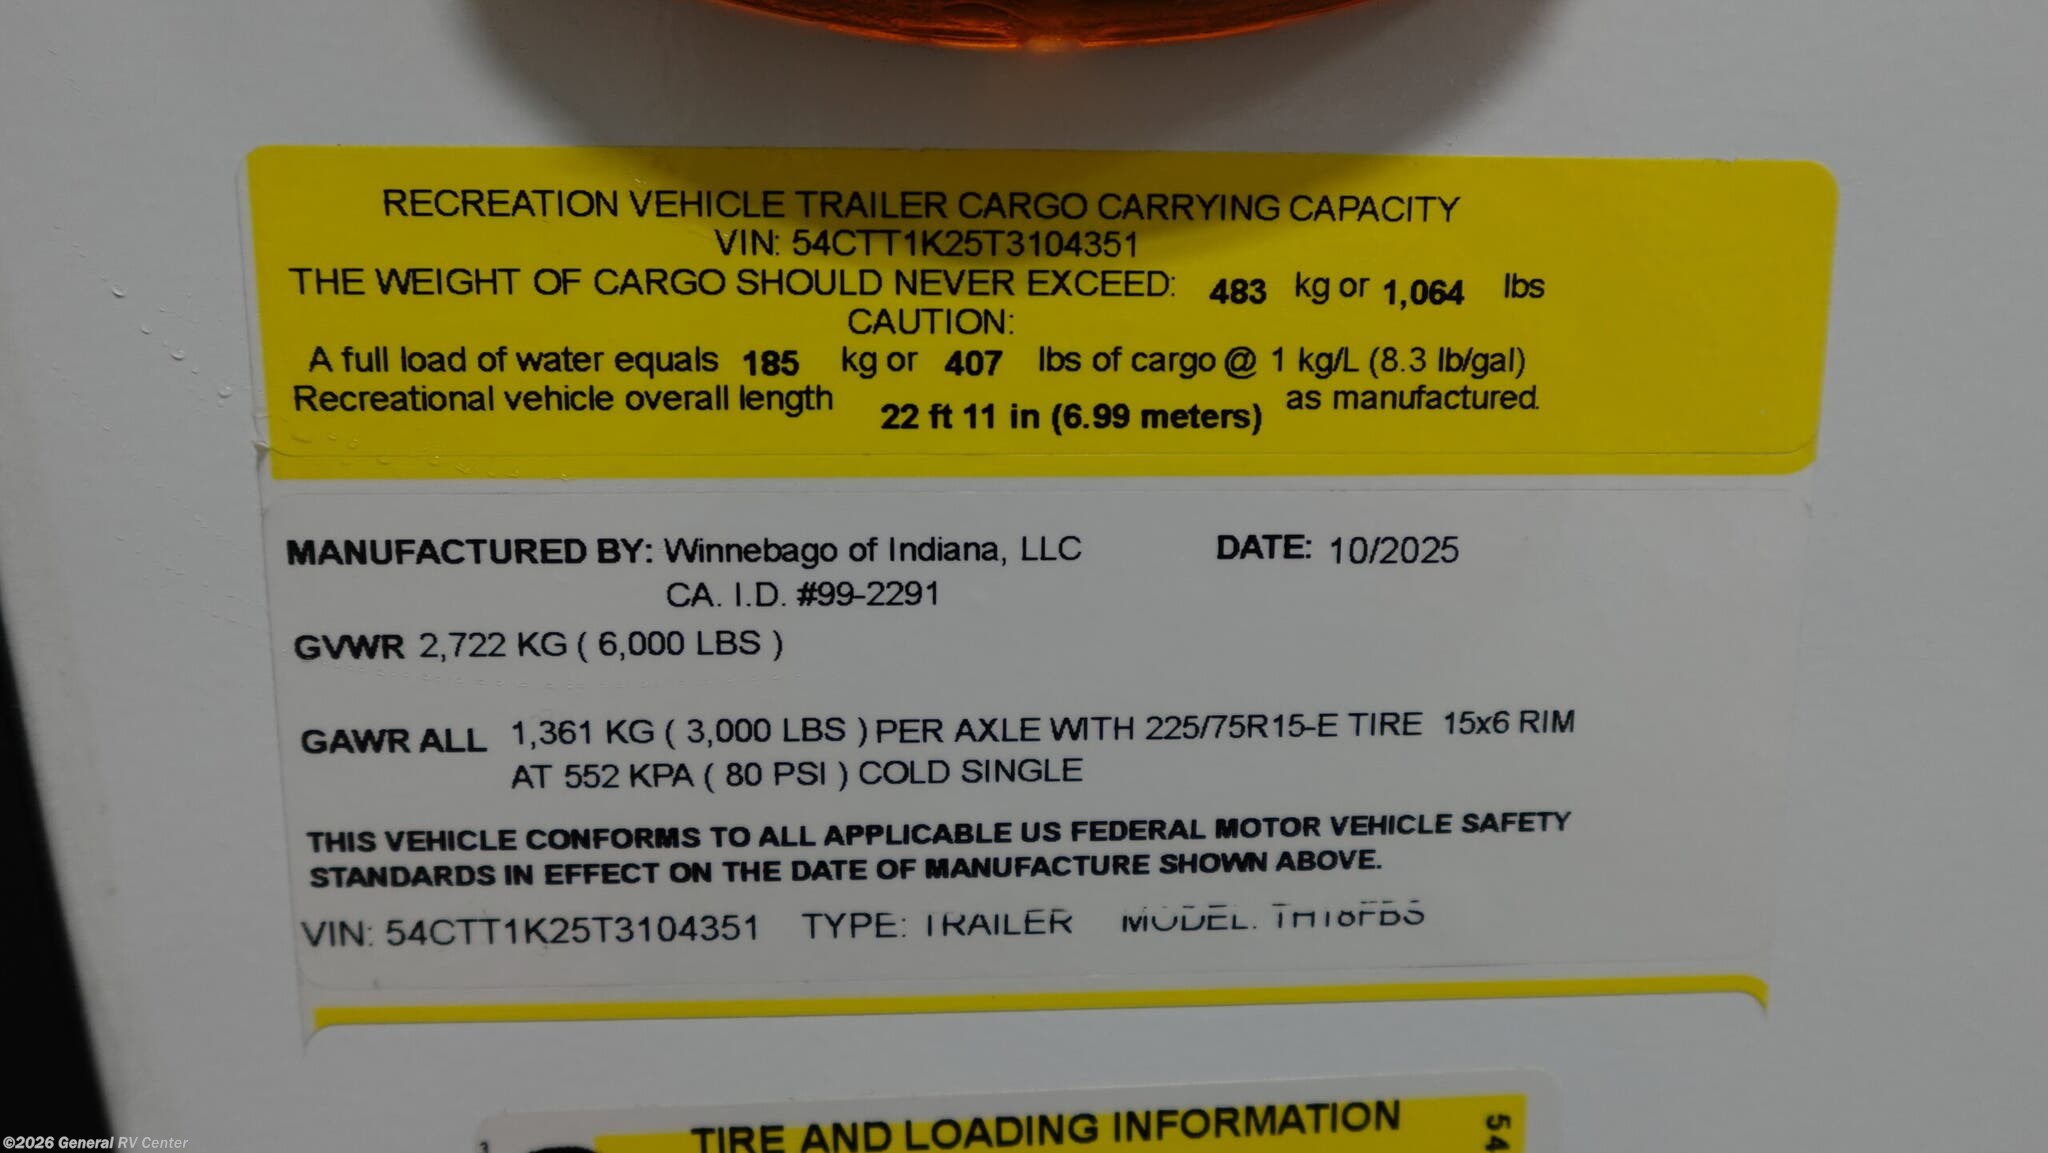 RECREATION VEHICLE TRAILER CARGO CARRYING CAPACITY
VIN: 54CTT1K25T3104351
THE WEIGHT OF CARGO SHOULD NEVER EXCEED: 483 kg or 1,064 lbs
CAUTION:
A full load of water equals 185 kg or 407 lbs of cargo @ 1 kg/L (8.3 lb/gal)
Recreational vehicle overall length 22 ft 11 in (6.99 meters) as manufactured.
MANUFACTURED BY: Winnebago of Indiana, LLC DATE: 10/2025
CA. I.D. #99-2291
GVWR 2,722 KG ( 6,000 LBS )
GAWR ALL 1,361 KG ( 3,000 LBS ) PER AXLE WITH 225/75R15-E TIRE 15x6 RIM
AT 552 KPA ( 80 PSI ) COLD SINGLE
THIS VEHICLE CONFORMS TO ALL APPLICABLE US FEDERAL MOTOR VEHICLE SAFETY
STANDARDS IN EFFECT ON THE DATE OF MANUFACTURE SHOWN ABOVE.
VIN: 54CTT1K25T3104351 TYPE: TRAILER MODEL:
TIRE AND LOADING INFORMATION
54
©2026 General RV Center